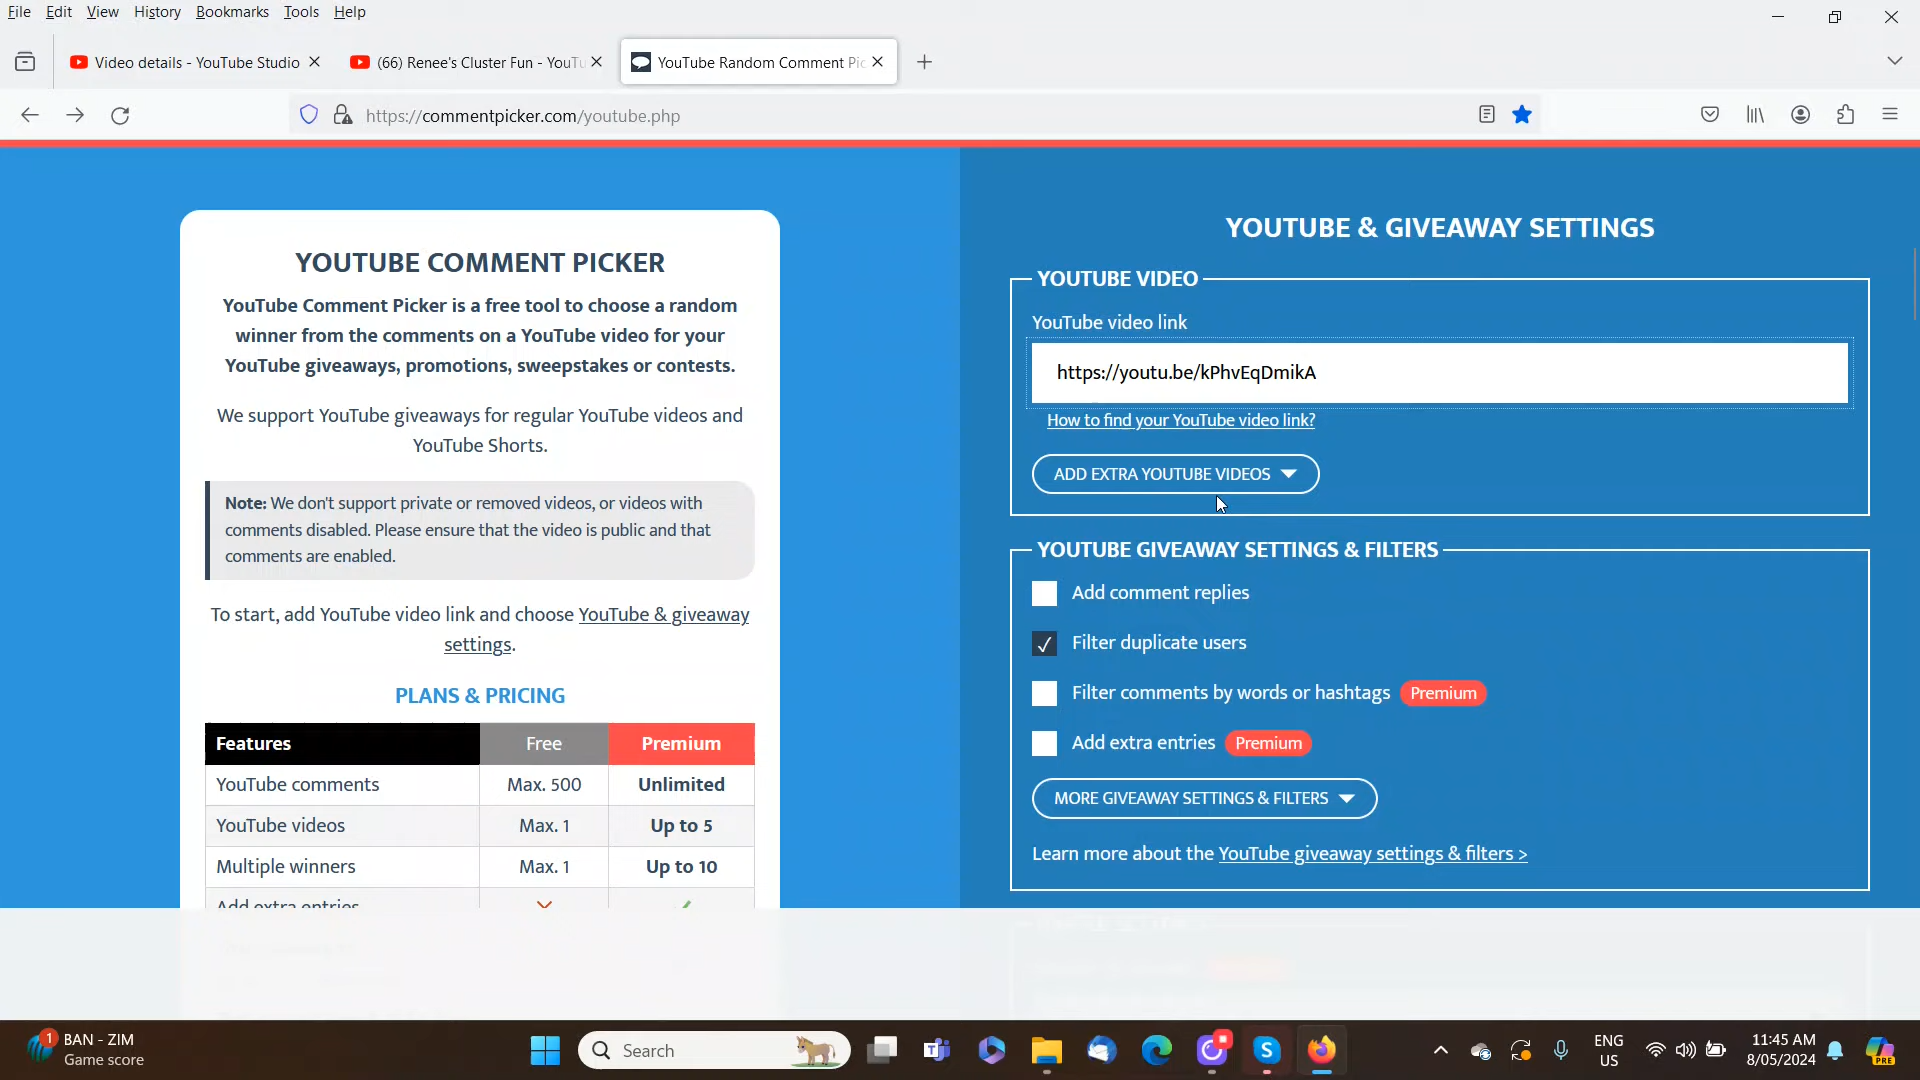 File Edit View History Bookmarks Tools Help
Video details - YouTube Studio
(66) Renee's Cluster Fun - YouTu
YouTube Random Comment Pic
https://commentpicker.com/youtube.php
YOUTUBE COMMENT PICKER
YouTube Comment Picker is a free tool to choose a random
winner from the comments on a YouTube video for your
YouTube giveaways, promotions, sweepstakes or contests.
We support YouTube giveaways for regular YouTube videos and
YouTube Shorts.
Note: We don't support private or removed videos, or videos with
comments disabled. Please ensure that the video is public and that
comments are enabled.
To start, add YouTube video link and choose YouTube & giveaway
settings.
PLANS & PRICING
Features Free Premium
YouTube comments Max. 500 Unlimited
YouTube videos Max. 1 Up to 5
Multiple winners Max. 1 Up to 10
Add extra entries
YOUTUBE & GIVEAWAY SETTINGS
YOUTUBE VIDEO
YouTube video link
https://youtu.be/kPhvEqDmikA
How to find your YouTube video link?
ADD EXTRA YOUTUBE VIDEOS
YOUTUBE GIVEAWAY SETTINGS & FILTERS
Add comment replies
Filter duplicate users
Filter comments by words or hashtags Premium
Add extra entries Premium
MORE GIVEAWAY SETTINGS & FILTERS
Learn more about the YouTube giveaway settings & filters >
1
BAN - ZIM
Game score
Search
ENG
US
11:45 AM
8/05/2024
PRE